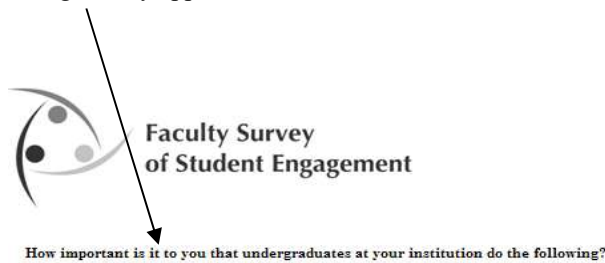 Faculty Survey
of Student Engagement
How important is it to you that undergraduates at your institution do the following?